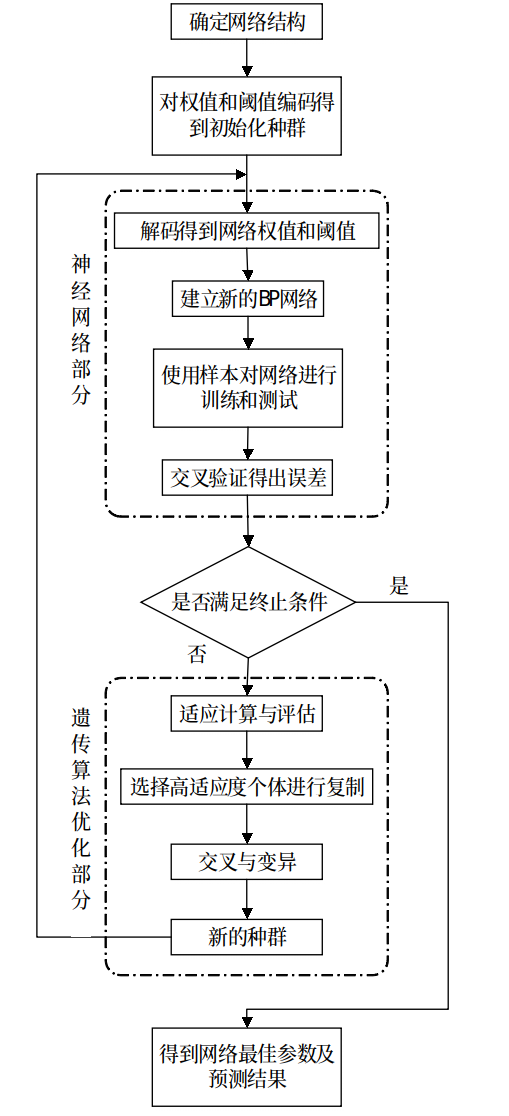 确定网络结构
对权值和阈值编码得
到初始化种群
解码得到网络权值和阈值
神经网络部分
建立新的BP网络
使用样本对网络进行
训练和测试
交叉验证得出误差
是否满足终止条件
是
否
适应计算与评估
遗传算法优化部分
选择高适应度个体进行复制
交叉与变异
新的种群
得到网络最佳参数及
预测结果